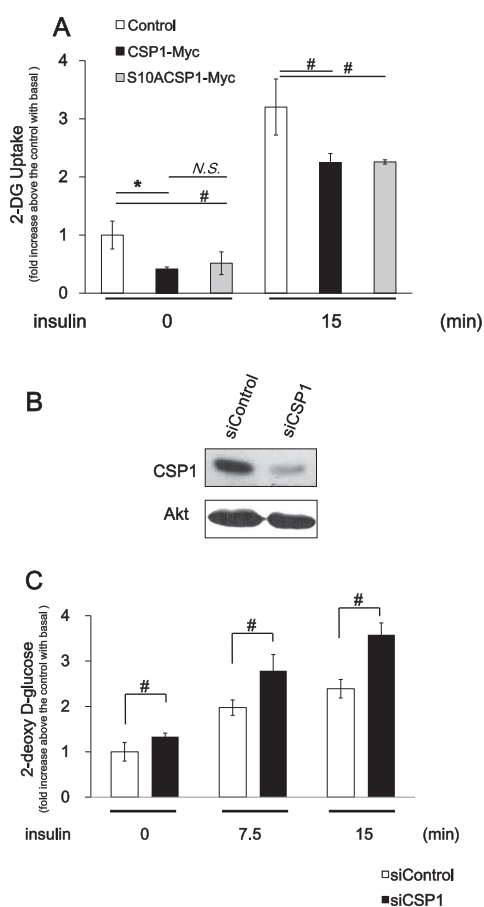 A
Control
CSP1-Myc
S10ACSP1-Myc
2-DG Uptake
(fold increase above the control with basal)
4
3
2
1
0
*
#
N.S.
# #
insulin 0 15 (min)
B
siControl siCSP1
CSP1
Akt
C
2-deoxy D-glucose
(fold increase above the control with basal )
4
3
2
1
0
#
#
#
insulin 0 7.5 15 (min)
siControl
siCSP1